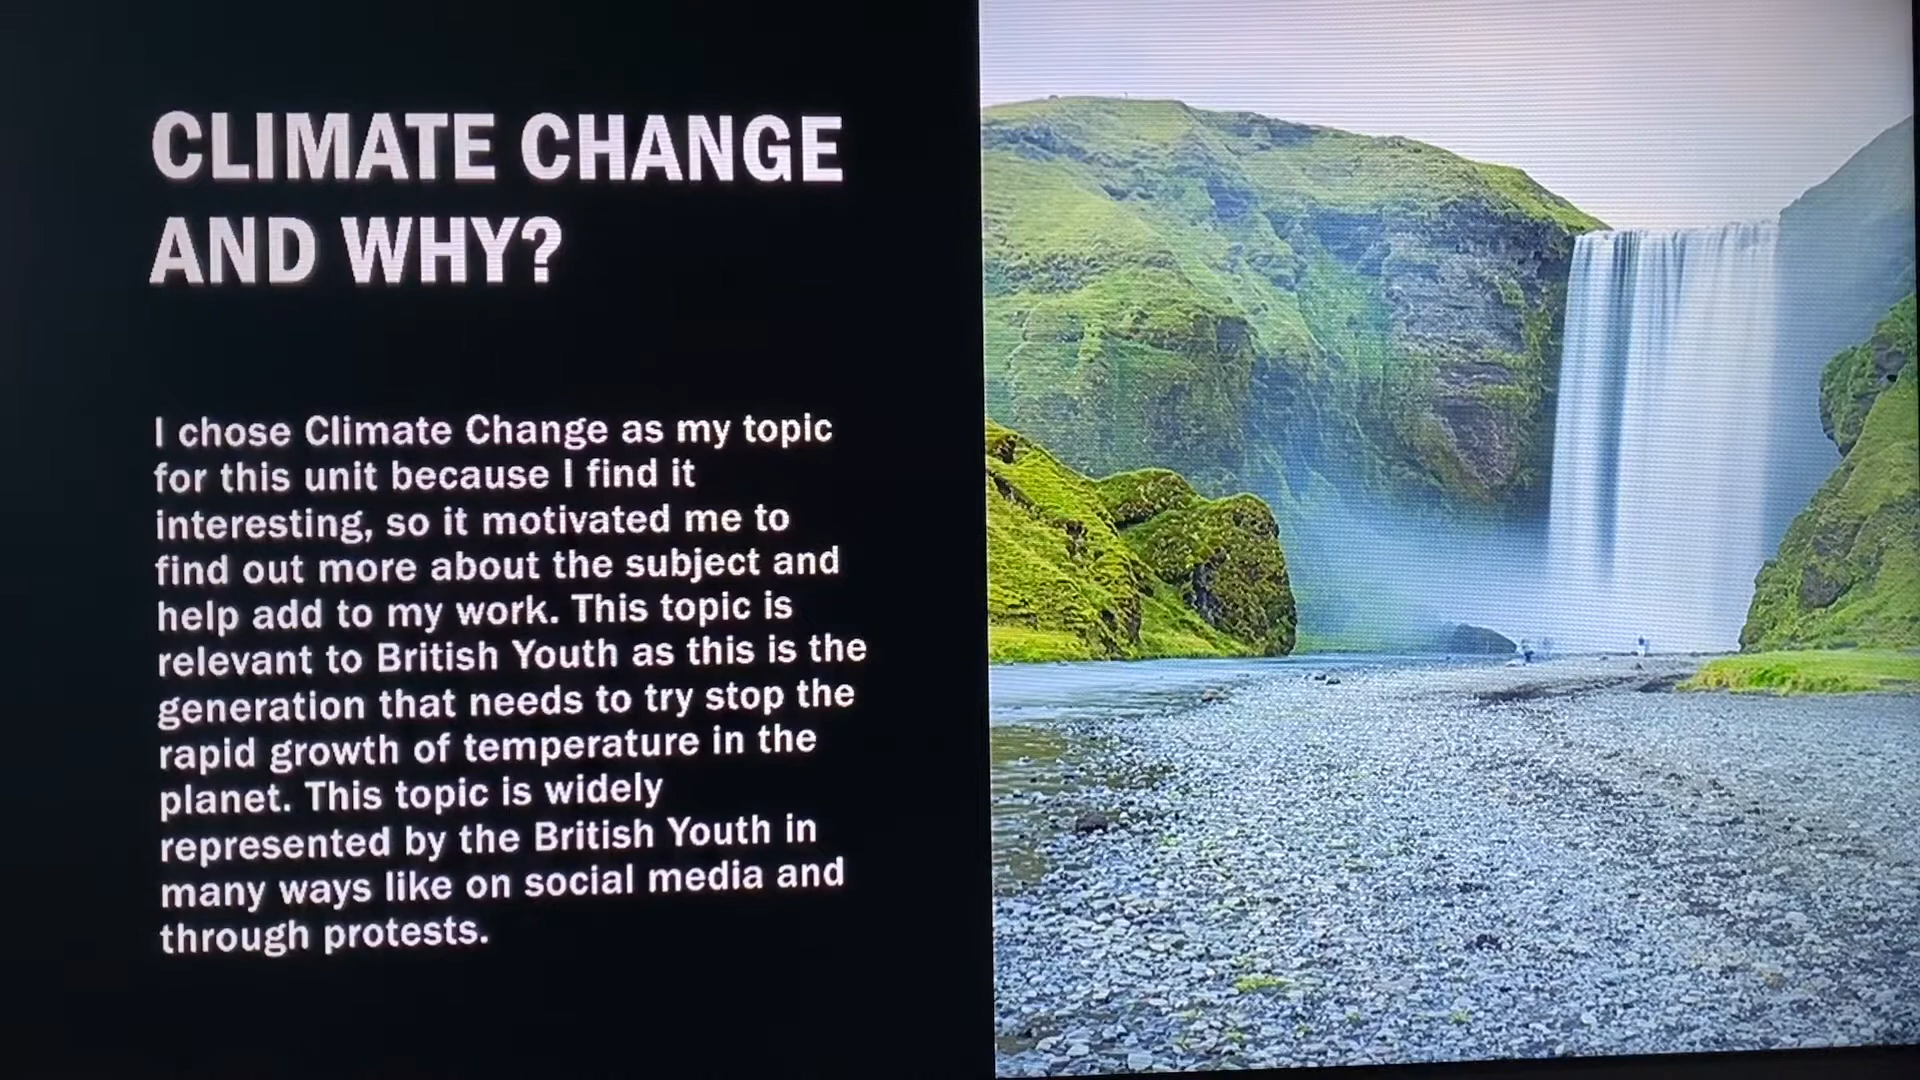 CLIMATE CHANGE
AND WHY?
I chose Climate Change as my topic
for this unit because I find it
interesting, so it motivated me to
find out more about the subject and
help add to my work. This topic is
relevant to British Youth as this is the
generation that needs to try stop the
rapid growth of temperature in the
planet. This topic is widely
represented by the British Youth in
many ways like on social media and
through protests.